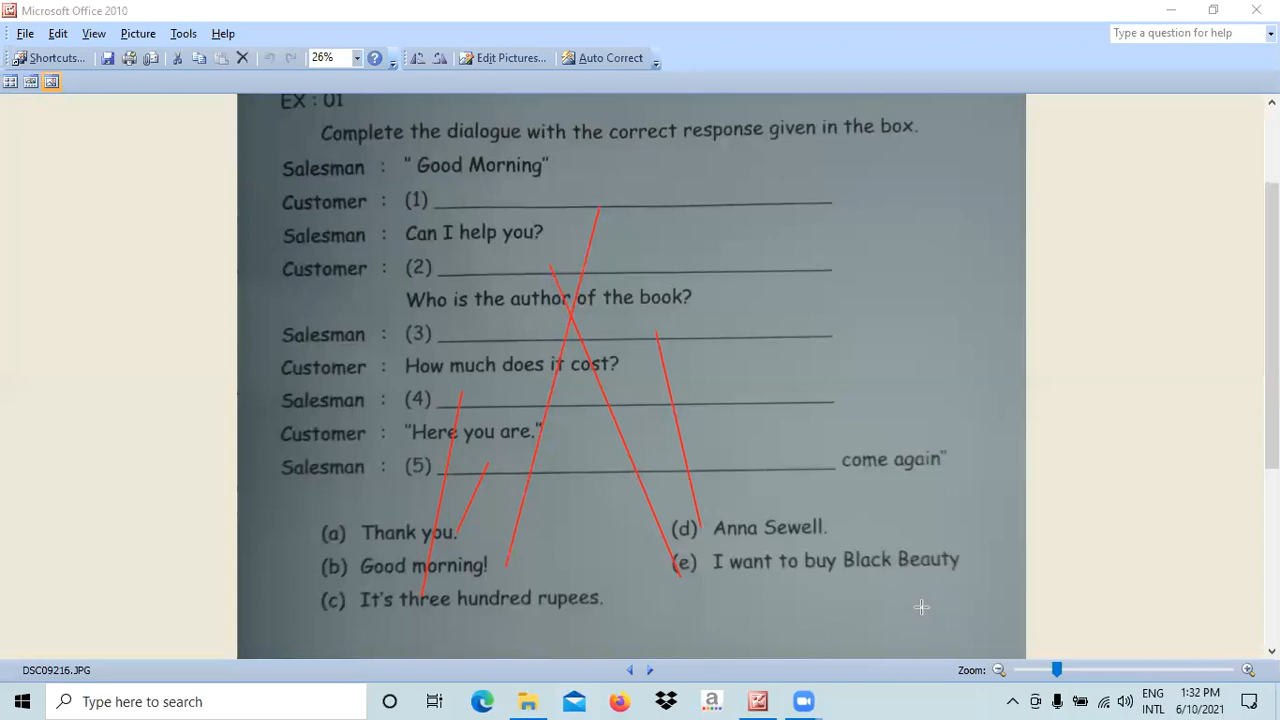 Microsoft Office 2010
File Edit View Picture Tools Help
Type a question for help
Shortcuts... 26% Edit Pictures... Auto Correct
EX : 01
Complete the dialogue with the correct response given in the box.
Salesman : " Good Morning"
Customer : (1) ____________
Salesman : Can I help you?
Customer : (2) ____________
Who is the author of the book?
Salesman : (3) ____________
Customer : How much does it cost?
Salesman : (4) ____________
Customer : "Here you are."
Salesman : (5) ____________ come again"
(a) Thank you. (d) Anna Sewell.
(b) Good morning! (e) I want to buy Black Beauty
(c) It's three hundred rupees.
DSC09216.JPG Zoom:
Type here to search
ENG 1:32 PM
INTL 6/10/2021